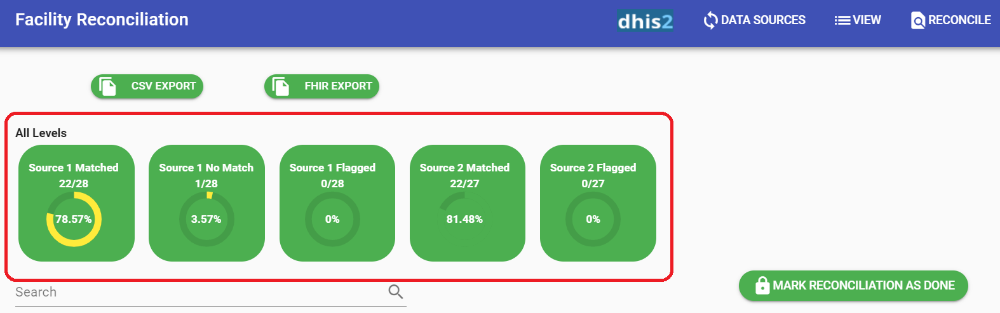 Facility Reconciliation
dhis2
DATA SOURCES
VIEW
RECONCILE
CSV EXPORT
FHIR EXPORT
All Levels
Source 1 Matched
22/28
78.57%
Source 1 No Match
1/28
3.57%
Source 1 Flagged
0/28
0%
Source 2 Matched
22/27
81.48%
Source 2 Flagged
0/27
0%
Search
MARK RECONCILIATION AS DONE